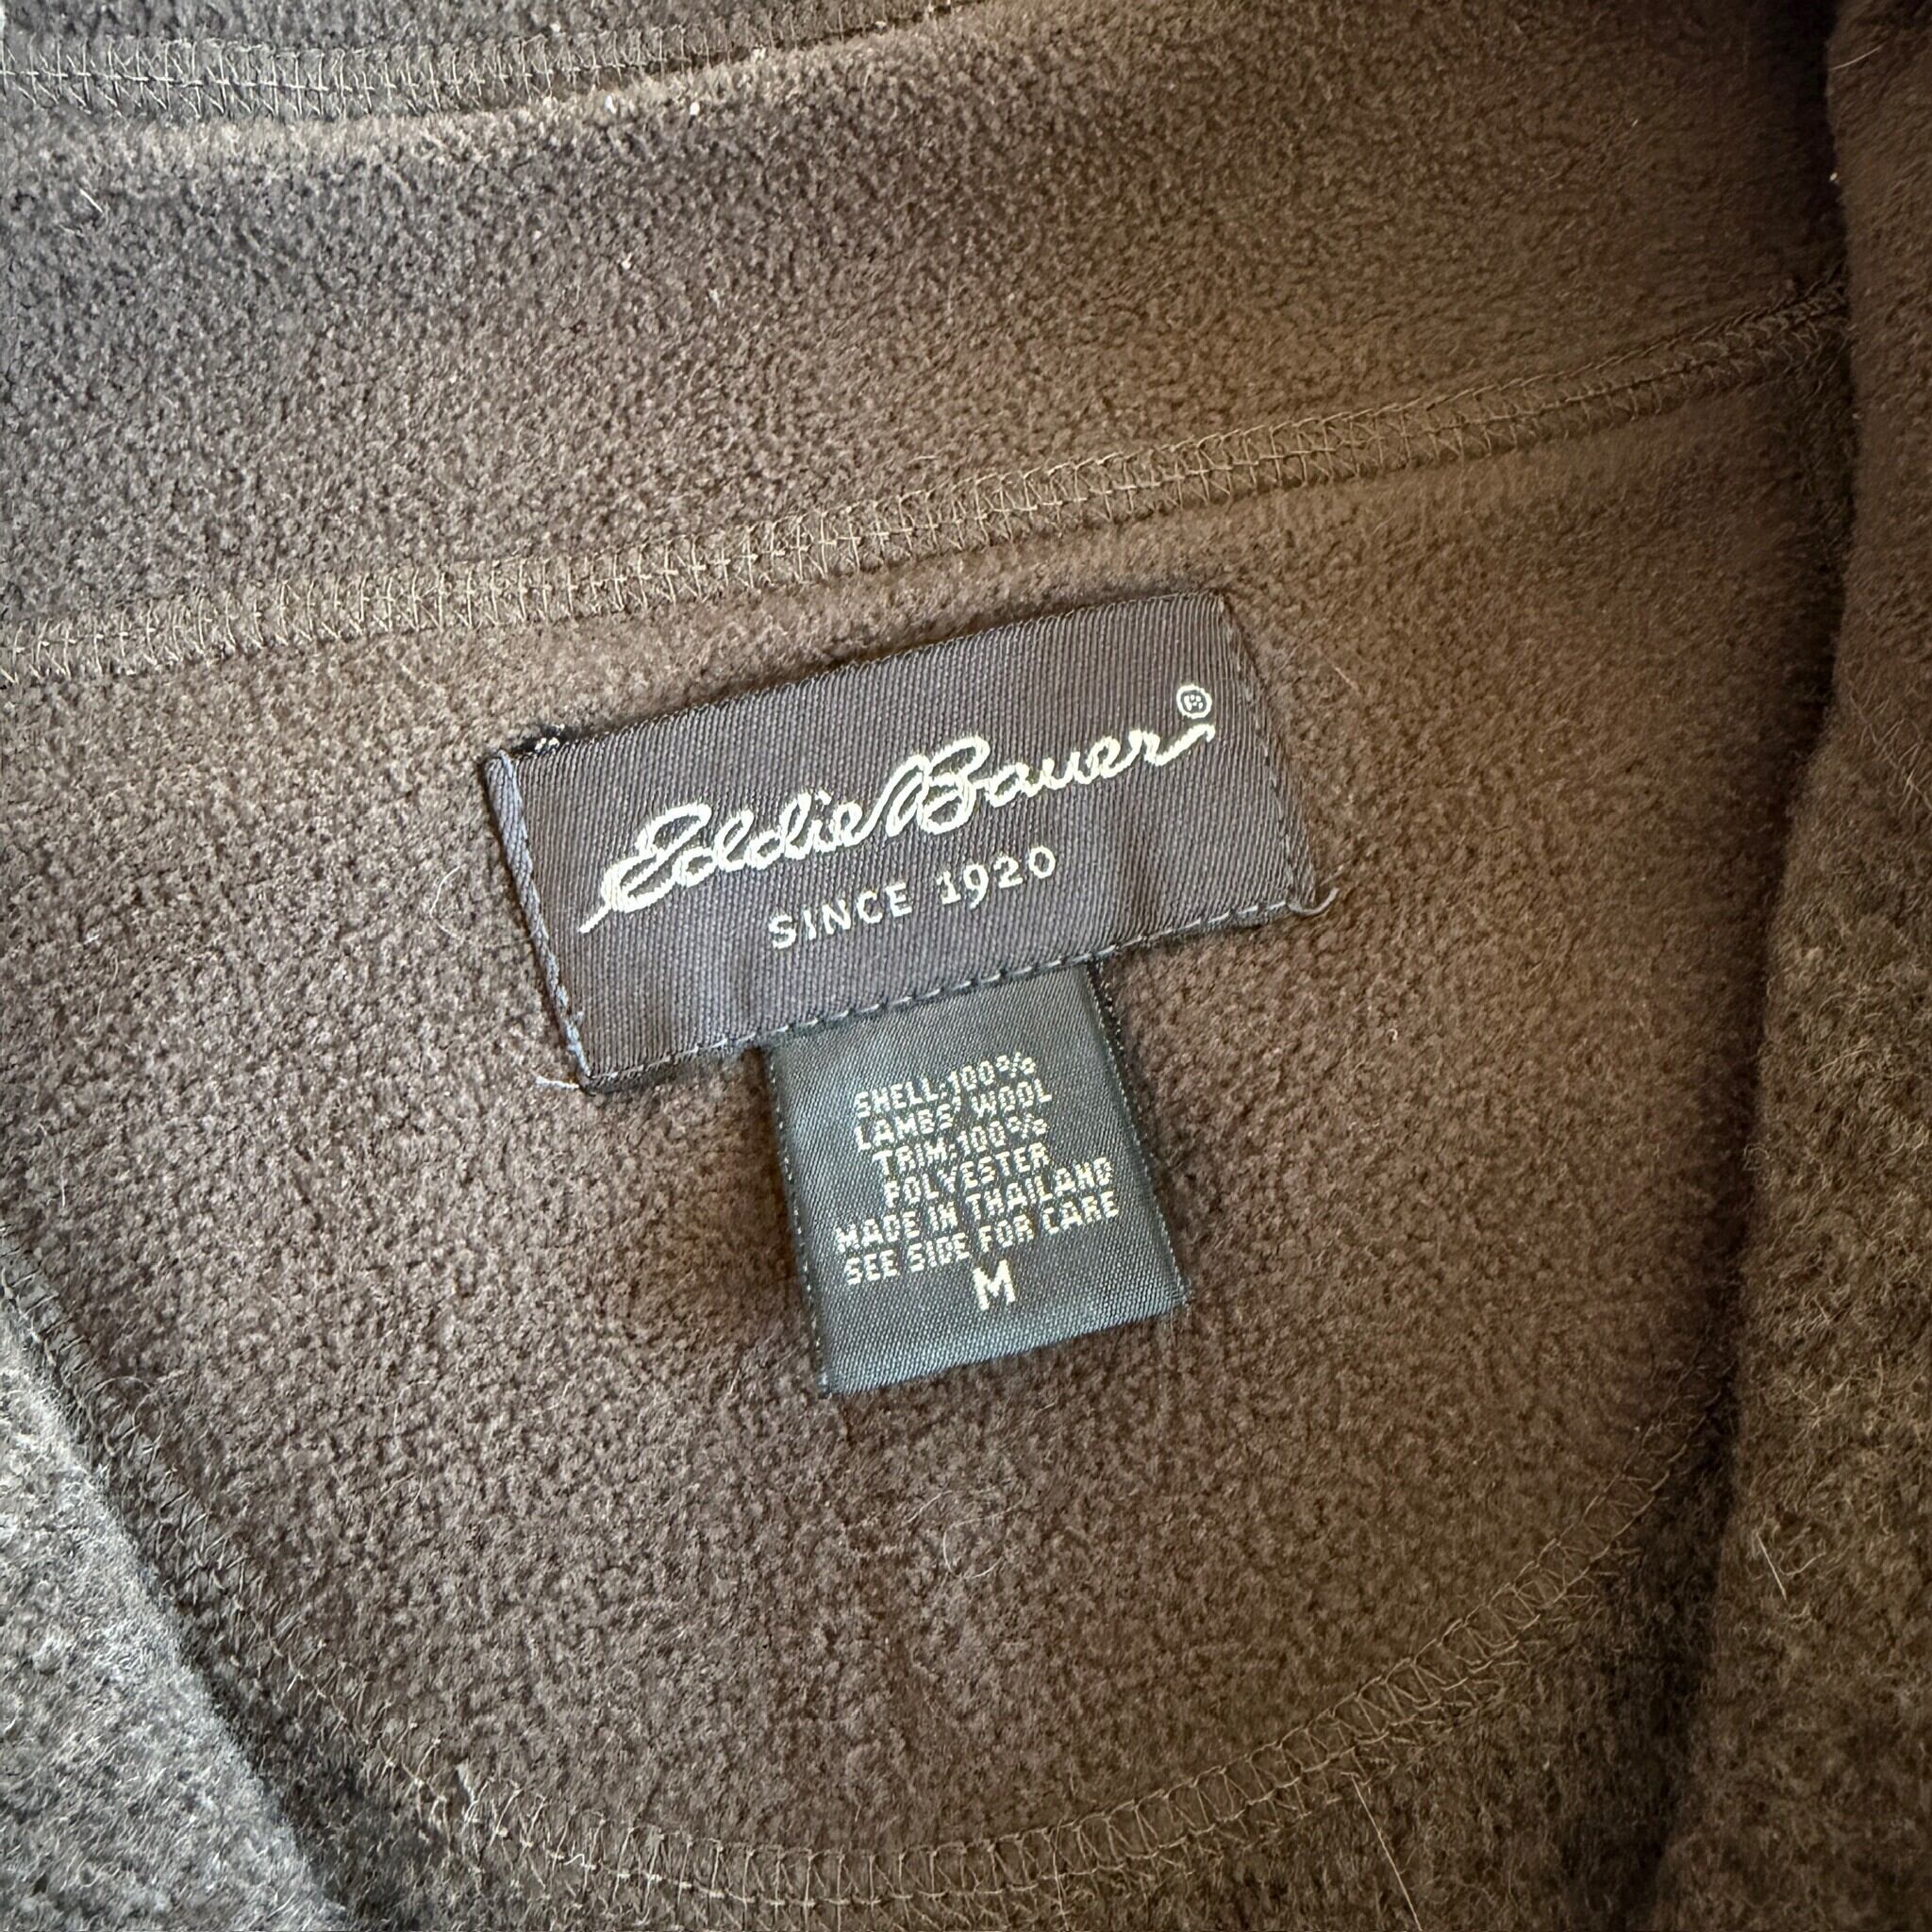 Eddie Bauer®
SINCE 1920
SHELL:100%
LAMBS' WOOL
TRIM:100%
POLYESTER
MADE IN THAILAND
SEE SIDE FOR CARE
M